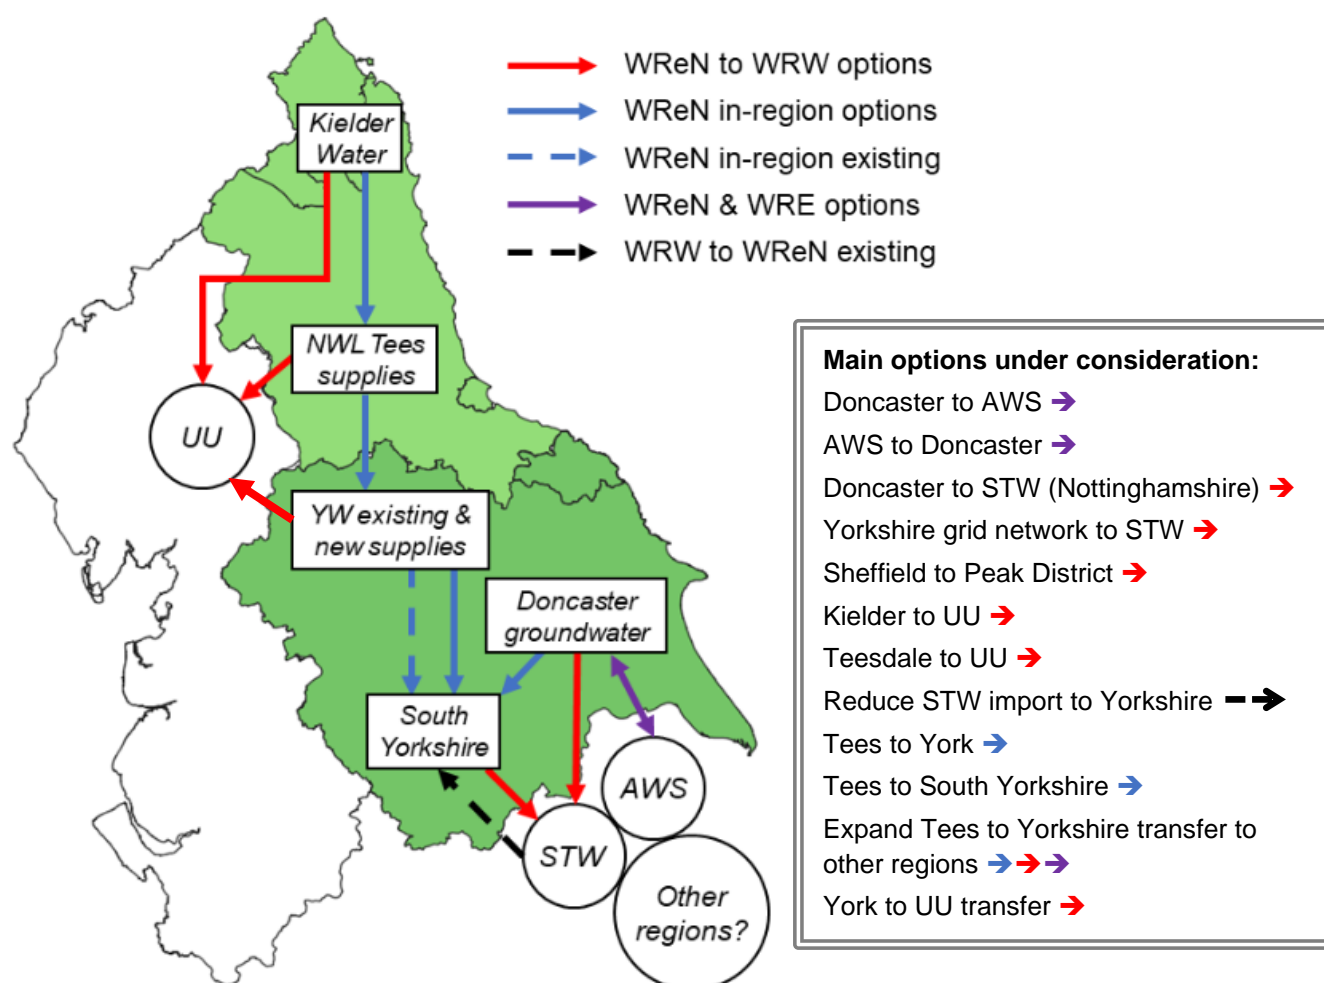 WReN to WRW options
WReN in-region options
WReN in-region existing
WReN & WRE options
WRW to WReN existing
Kielder
Water
NWL Tees
supplies
UU
YW existing &
new supplies
Doncaster
groundwater
South
Yorkshire
AWS
STW
Other
regions?
Main options under consideration:
Doncaster to AWS
AWS to Doncaster
Doncaster to STW (Nottinghamshire)
Yorkshire grid network to STW
Sheffield to Peak District
Kielder to UU
Teesdale to UU
Reduce STW import to Yorkshire
Tees to York
Tees to South Yorkshire
Expand Tees to Yorkshire transfer to
other regions
York to UU transfer